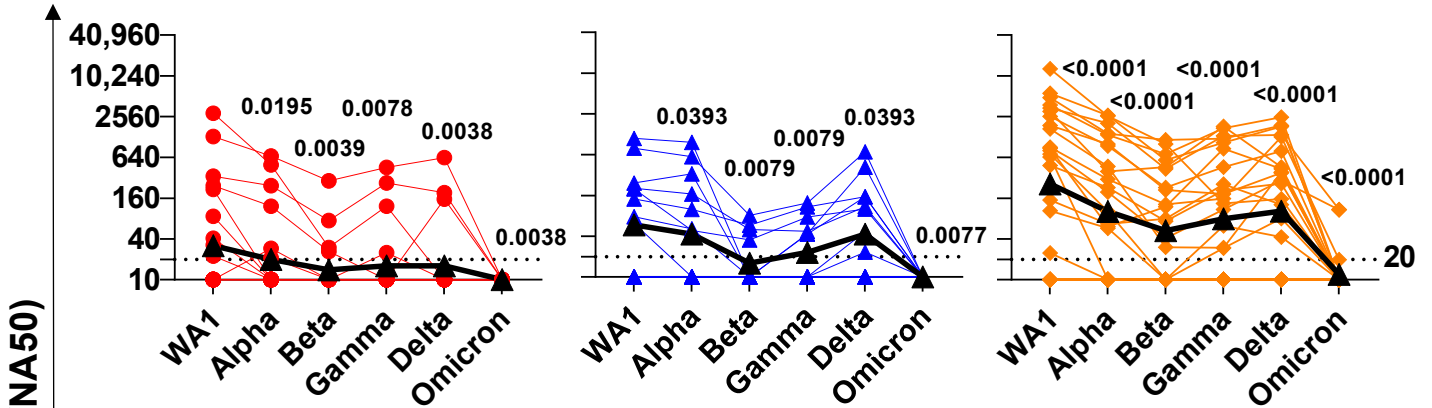 40,960
10,240
2560
640
160
40
10
0.0195
0.0078
0.0038
0.0039
0.0038
WA1
Alpha
Beta
Gamma
Delta
Omicron
0.0393
0.0393
0.0079
0.0079
0.0077
WA1
Alpha
Beta
Gamma
Delta
Omicron
<0.0001
<0.0001
<0.0001
<0.0001
<0.0001
20
WA1
Alpha
Beta
Gamma
Delta
Omicron
NA50)